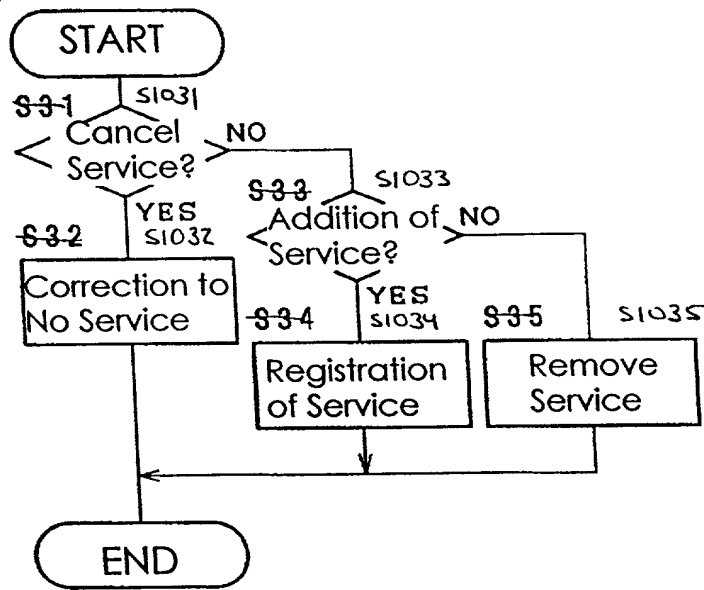 START
S31
S1031
Cancel
Service?
NO
YES
S32
S1032
Correction to
No Service
S33
S1033
Addition of
Service?
NO
YES
S34
S1034
Registration
of Service
S35
S1035
Remove
Service
END